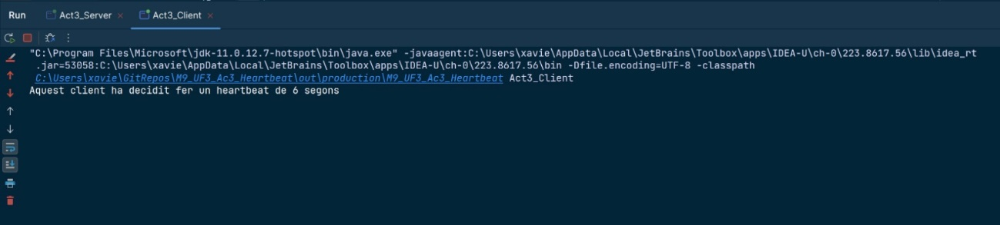 Run Act3_Server × Act3_Client ×
"C:\Program Files\Microsoft\jdk-11.0.12.7-hotspot\bin\java.exe" -javaagent:C:\Users\xavie\AppData\Local\JetBrains\Toolbox\apps\IDEA-U\ch-0\223.8617.56\lib\idea_rt
.jar=53058:C:\Users\xavie\AppData\Local\JetBrains\Toolbox\apps\IDEA-U\ch-0\223.8617.56\bin -Dfile.encoding=UTF-8 -classpath
C:\Users\xavie\GitRepos\M9_UF3_Ac3_Heartbeat\out\production\M9_UF3_Ac3_Heartbeat Act3_Client
Aquest client ha decidit fer un heartbeat de 6 segons